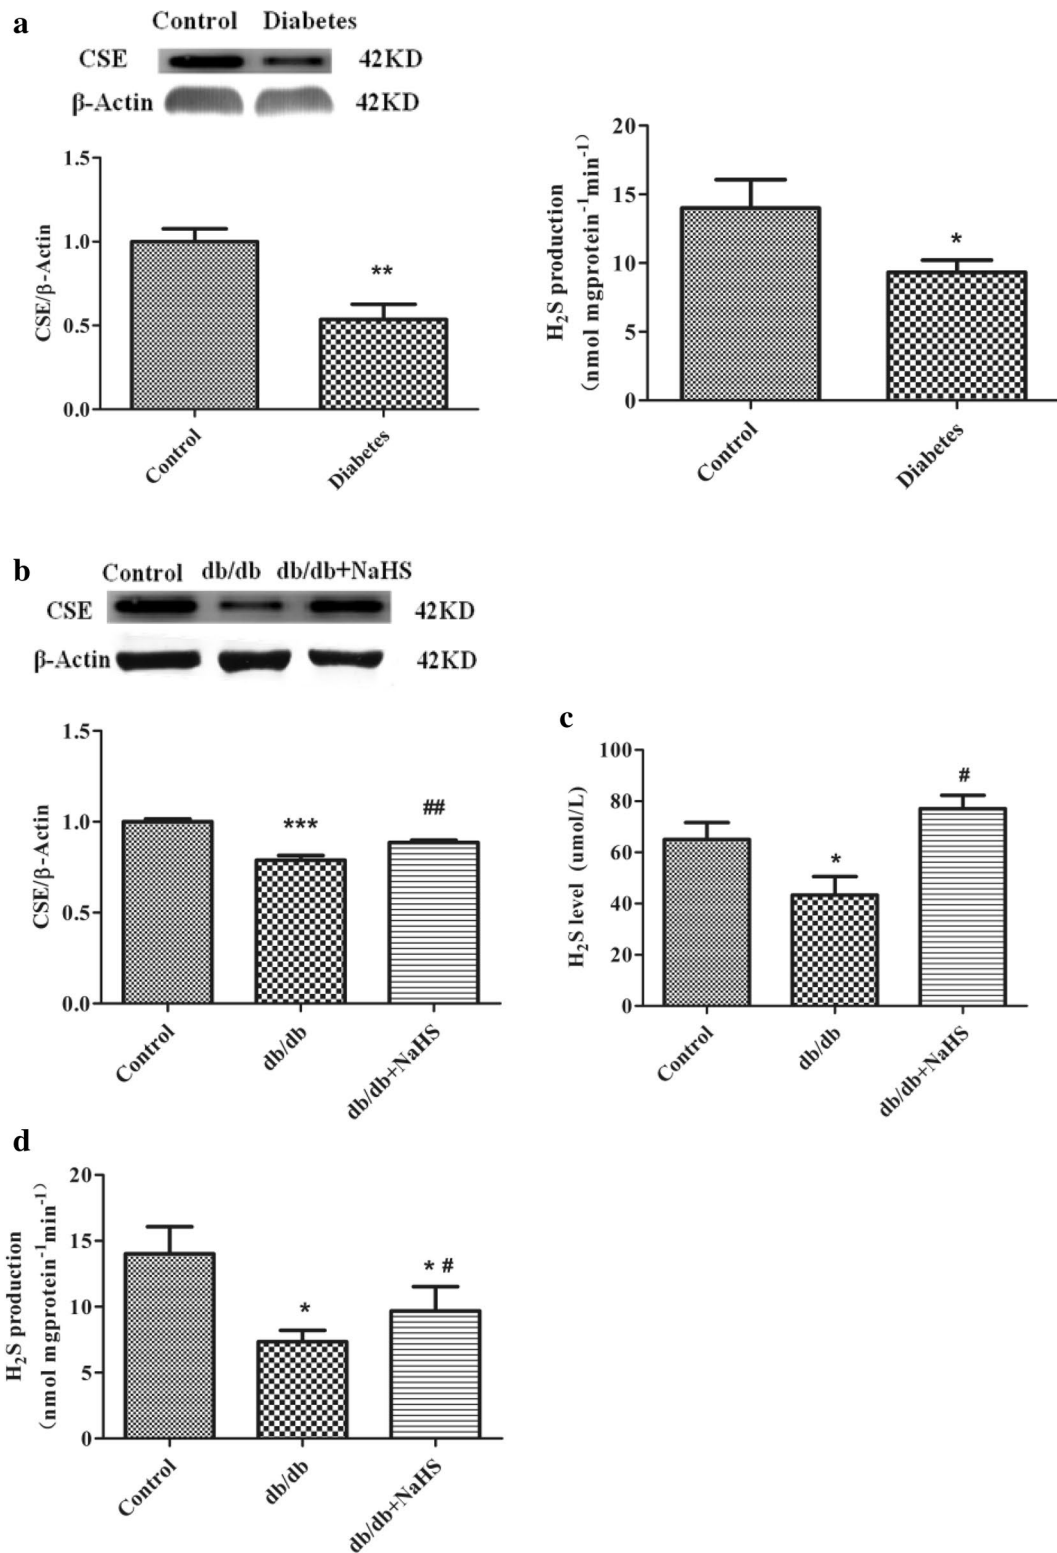 a
Control Diabetes
CSE 42KD
β-Actin 42KD
1.5
1.0
0.5
0.0
CSE/β-Actin
**
Control
Diabetes
20
15
10
5
0
H₂S production
(nmol mgprotein⁻¹min⁻¹)
*
Control
Diabetes
b
Control db/db db/db+NaHS
CSE 42KD
β-Actin 42KD
1.5
1.0
0.5
0.0
CSE/β-Actin
***
##
Control
db/db
db/db+NaHS
c
100
80
60
40
20
0
H₂S level (umol/L)
*
#
Control
db/db
db/db+NaHS
d
20
15
10
5
0
H₂S production
(nmol mgprotein⁻¹min⁻¹)
*
* #
Control
db/db
db/db+NaHS